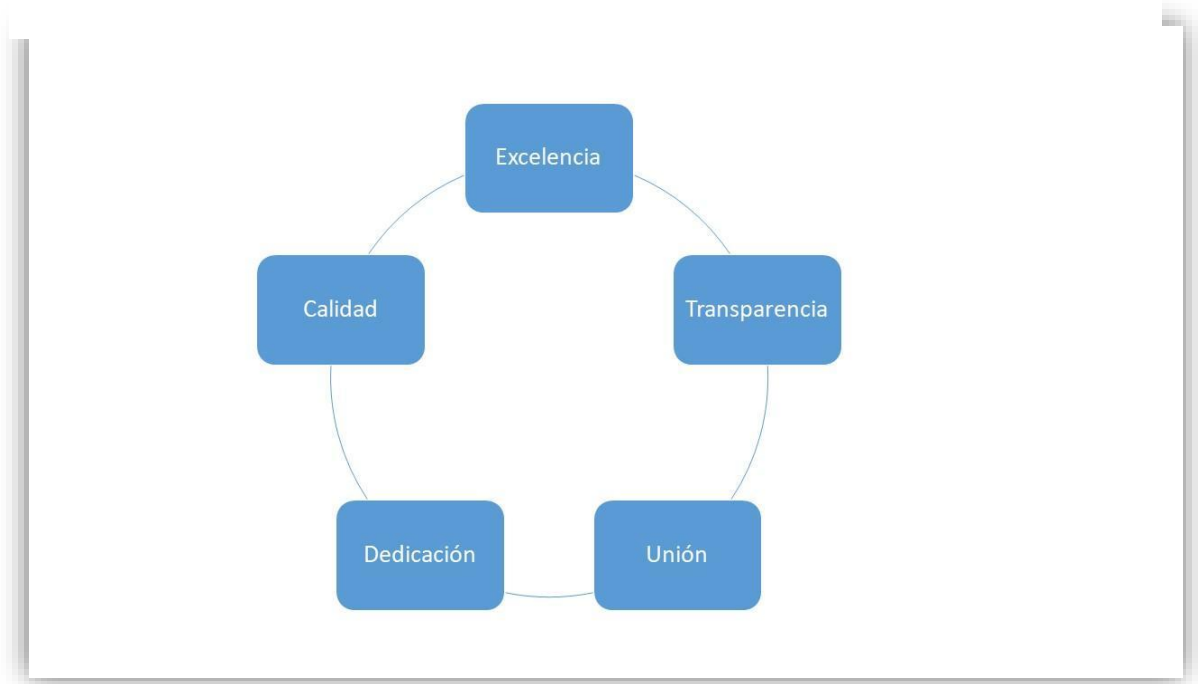 Excelencia
Calidad
Transparencia
Dedicación
Unión